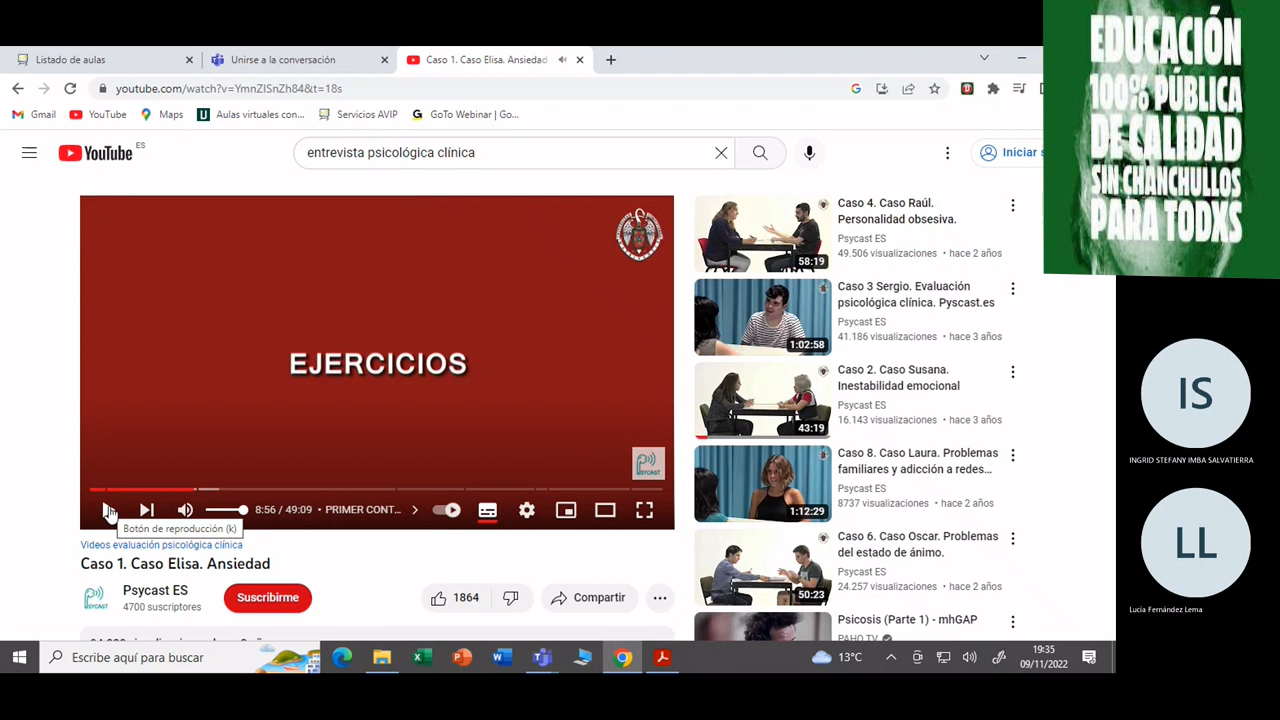 Listado de aulas
Unirse a la conversación
Caso 1. Caso Elisa. Ansiedad
youtube.com/watch?v=YmnZISnZh84&t=18s
Gmail
YouTube
Maps
Aulas virtuales con...
Servicios AVIP
GoTo Webinar | Go...
YouTube ES
entrevista psicológica clínica
Iniciar s
EJERCICIOS
PSYCAST
8:56 / 49:09 • PRIMER CONT...
Botón de reproducción (k)
Videos evaluación psicológica clínica
Caso 1. Caso Elisa. Ansiedad
PSYCAST
Psycast ES
4700 suscriptores
Suscribirme
1864
Compartir
Caso 4. Caso Raúl.
Personalidad obsesiva.
Psycast ES
49.506 visualizaciones • hace 2 años
58:19
Caso 3 Sergio. Evaluación
psicológica clínica. Pyscast.es
Psycast ES
41.186 visualizaciones • hace 3 años
1:02:58
Caso 2. Caso Susana.
Inestabilidad emocional
Psycast ES
16.143 visualizaciones • hace 3 años
43:19
Caso 8. Caso Laura. Problemas
familiares y adicción a redes...
Psycast ES
8737 visualizaciones • hace 2 años
1:12:29
Caso 6. Caso Oscar. Problemas
del estado de ánimo.
Psycast ES
24.257 visualizaciones • hace 2 años
50:23
Psicosis (Parte 1) - mhGAP
PAHO TV
Escribe aquí para buscar
13°C
19:35
09/11/2022
EDUCACIÓN
100% PÚBLICA
DE CALIDAD
SIN CHANCHULLOS
PARA TODXS
IS
INGRID STEFANY IMBA SALVATIERRA
LL
Lucía Fernández Lema